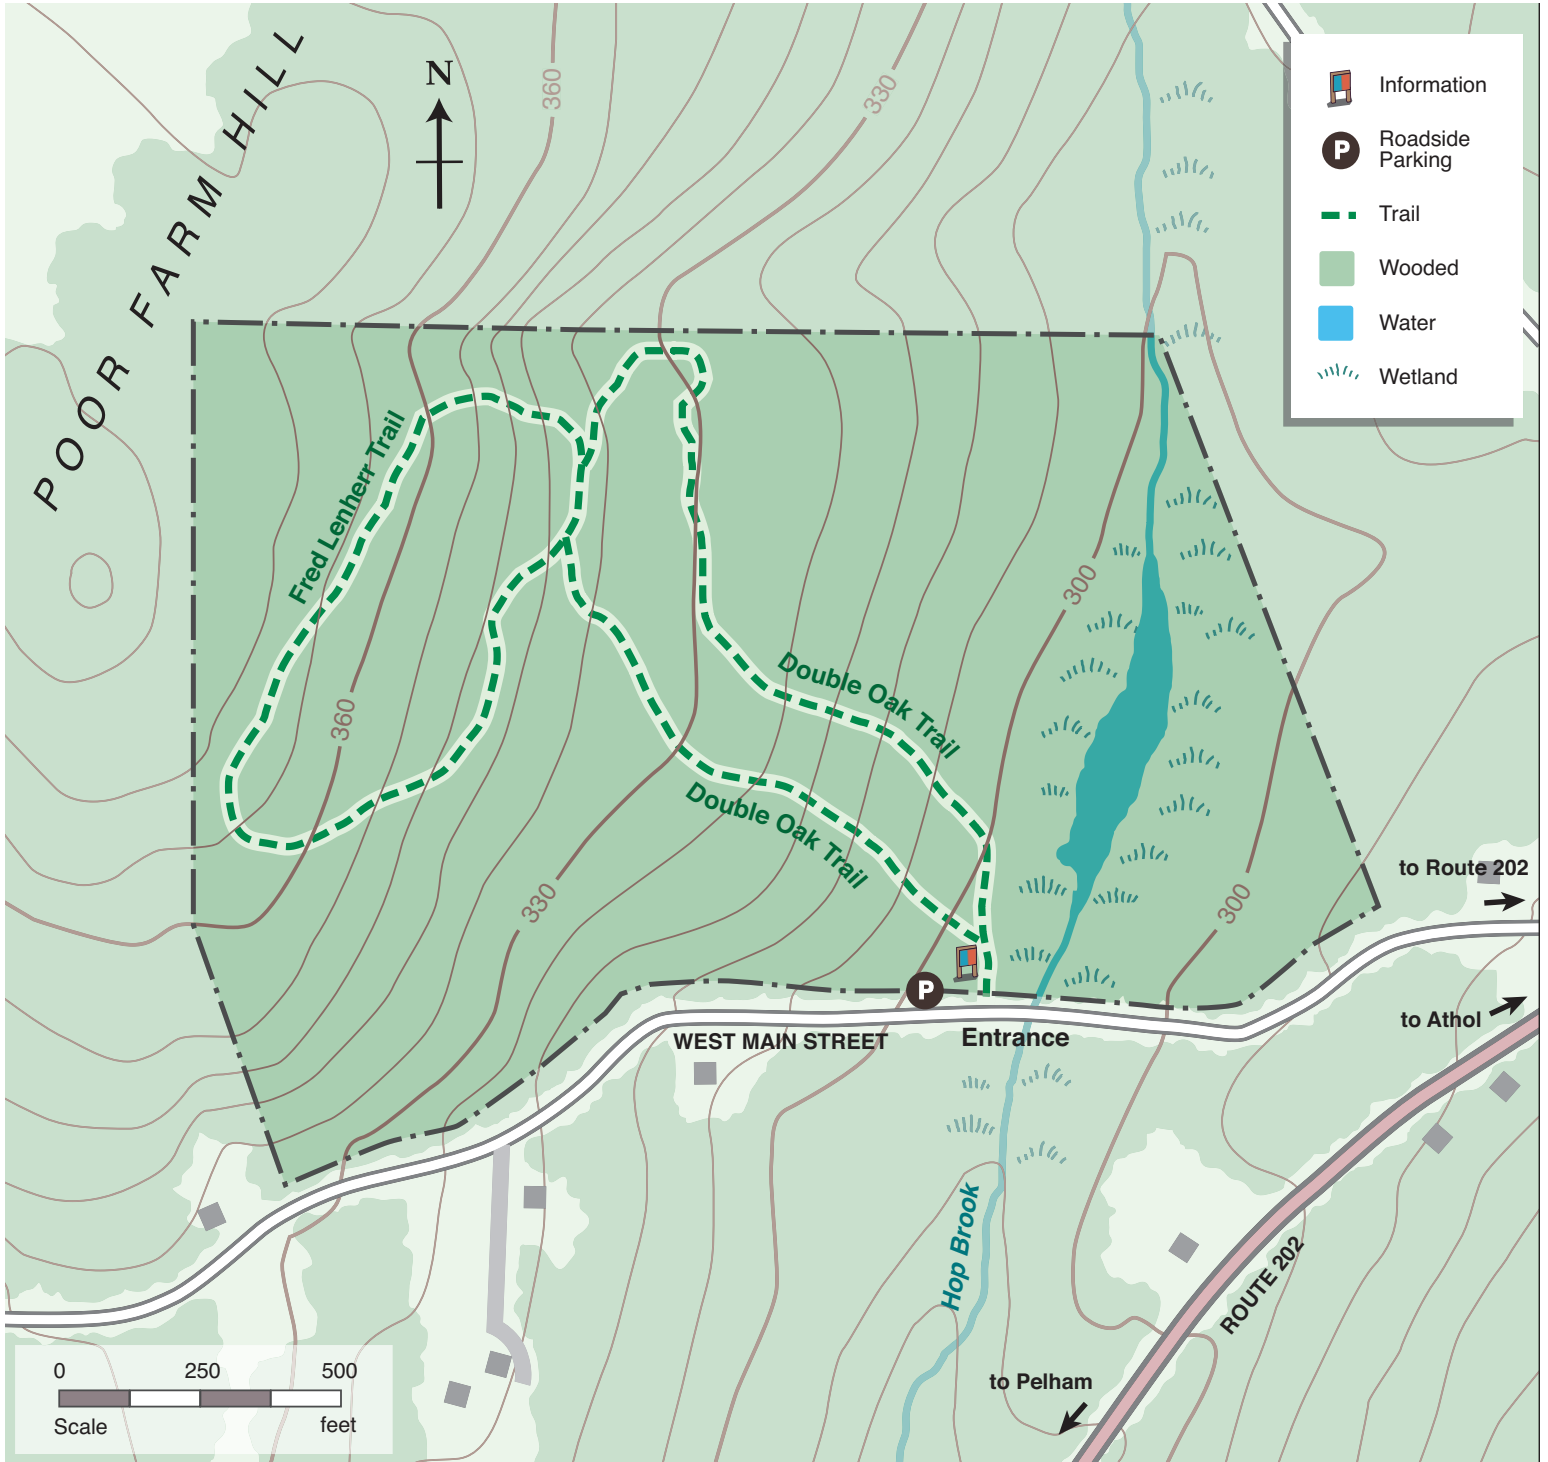 POOR FARM HILL
N
360
330
Information
P
Roadside
Parking
Trail
Wooded
Water
Wetland
Fred Lenherr Trail
360
300
Double Oak Trail
Double Oak Trail
330
300
to Route 202
P
WEST MAIN STREET
Entrance
to Athol
Hop Brook
ROUTE 202
to Pelham
0 250 500
Scale feet